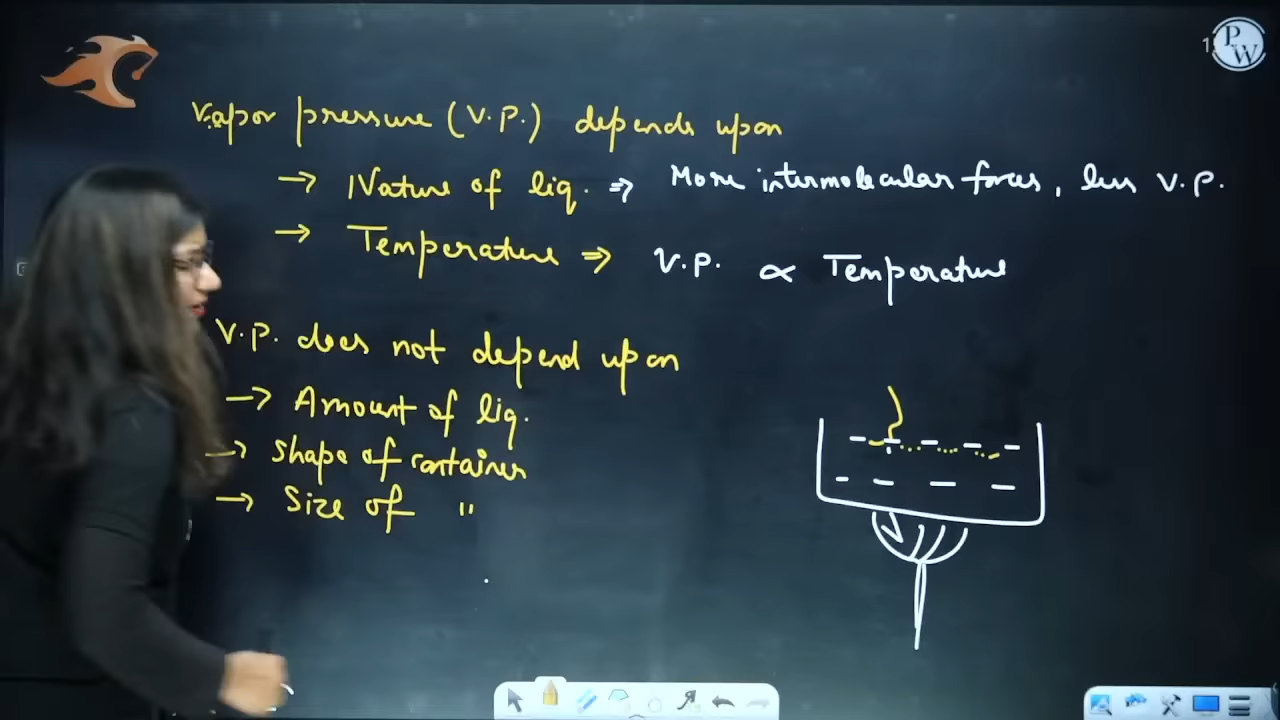 Vapor pressure (V.P.) depends upon
→ Nature of liq. ⇒ More intermolecular forces, less V.P.
→ Temperature ⇒ V.P. ∝ Temperature
V.P. does not depend upon
→ Amount of liq.
→ Shape of container
→ Size of "
PW